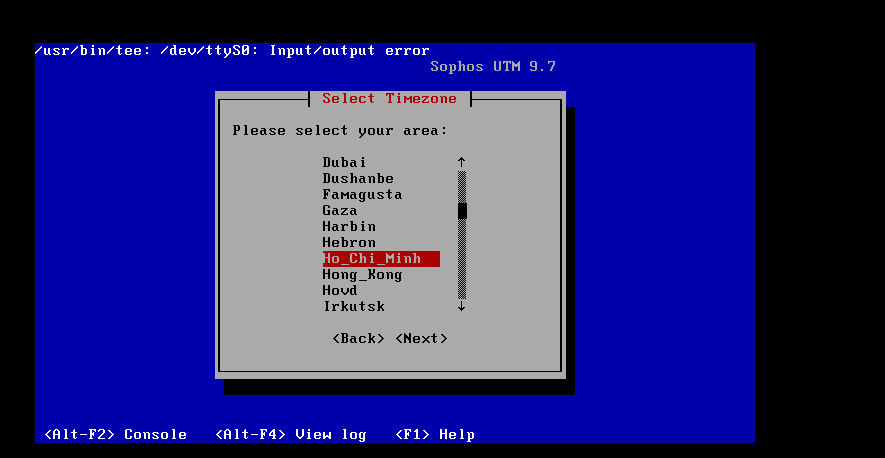 /usr/bin/tee: /dev/ttyS0: Input/output error
Sophos UTM 9.7
Select Timezone
Please select your area:
Dubai ↑
Dushanbe
Famagusta
Gaza
Harbin
Hebron
Ho_Chi_Minh
Hong_Kong
Hovd
Irkutsk ↓
<Back> <Next>
<Alt-F2> Console <Alt-F4> View log <F1> Help